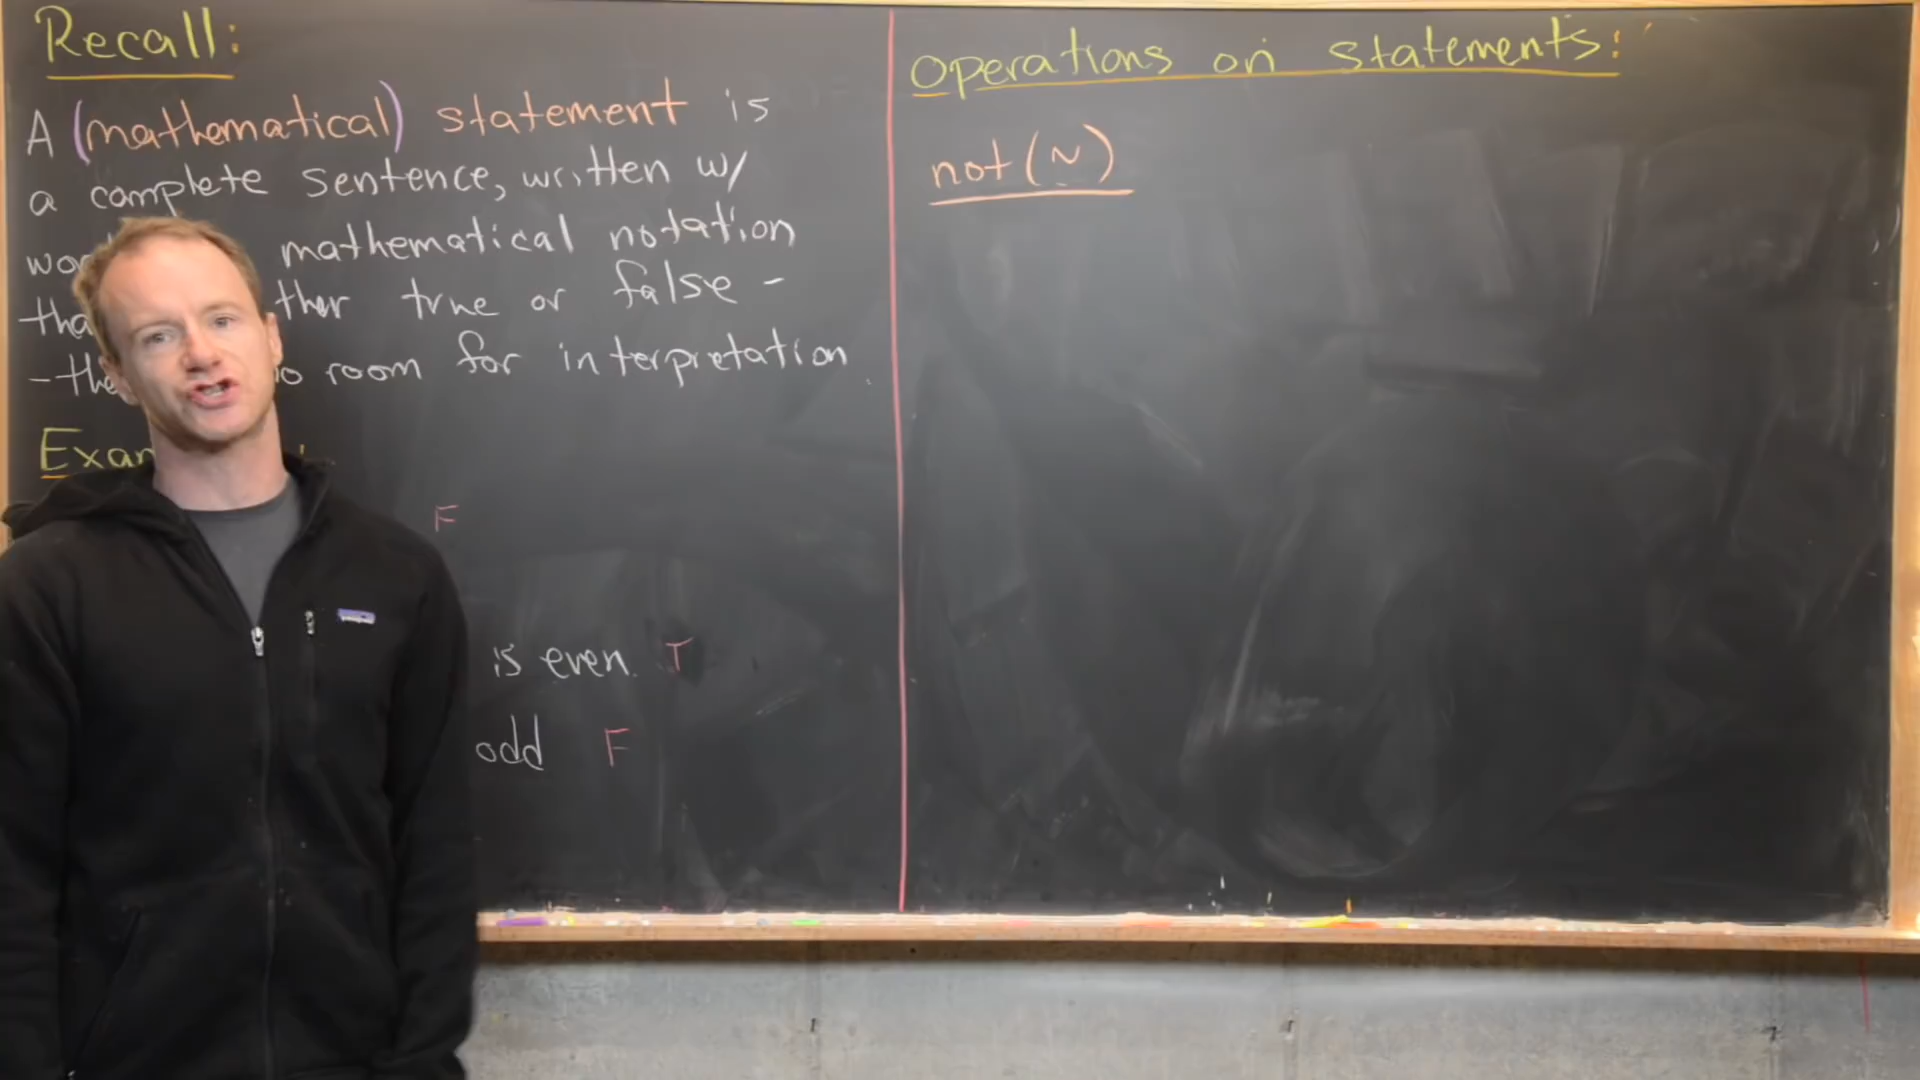 Recall:
A (mathematical) statement is
a complete sentence, written w/
mathematical notation
true or false -
room for interpretation
F
is even. T
odd F
Operations on statements:
not (~)